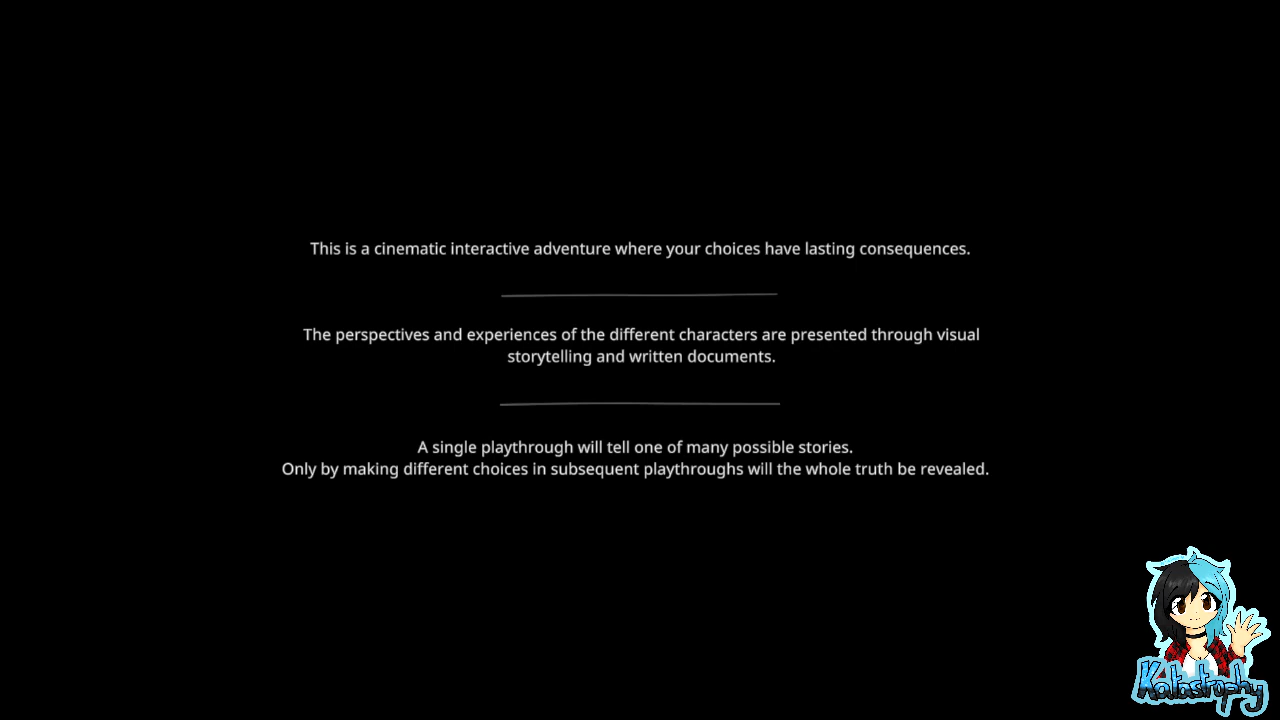 This is a cinematic interactive adventure where your choices have lasting consequences.
The perspectives and experiences of the different characters are presented through visual
storytelling and written documents.
A single playthrough will tell one of many possible stories.
Only by making different choices in subsequent playthroughs will the whole truth be revealed.
Katastrophy